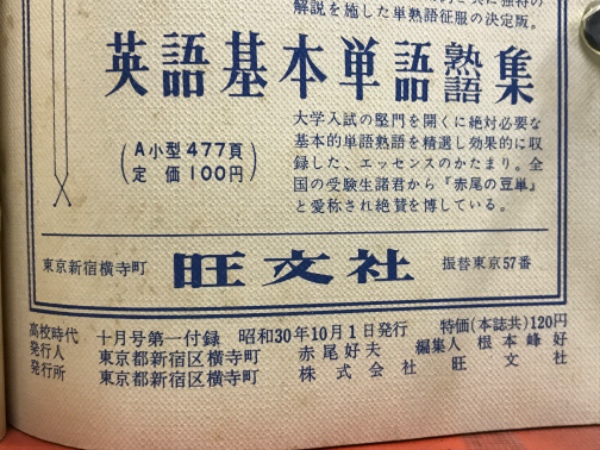 解説を施した単熟語征服の決定版。
英語基本単語熟語集
(A小型477頁
定価100円)
大学入試の堅門を開くに絶対必要な
基本的単語熟語を精選し効果的に収
録した、エッセンスのかたまり。全
国の受験生諸君から『赤尾の豆単』
と愛称され絶賛を博している。
東京新宿横寺町 旺文社 振替東京57番
高校時代 十月号第一付録 昭和30年10月1日発行 特価(本誌共)120円
発行人 東京都新宿区横寺町 赤尾好夫 編集人 根本峰好
発行所 東京都新宿区横寺町 株式会社 旺文社